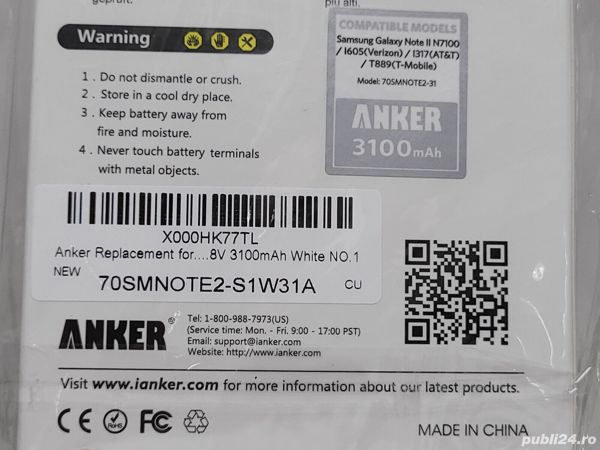 geprüft.
più alti.
Warning
1. Do not dismantle or crush.
2. Store in a cool dry place.
3. Keep battery away from
fire and moisture.
4. Never touch battery terminals
with metal objects.
COMPATIBLE MODELS
Samsung Galaxy Note II N7100
/ I605(Verizon) / I317(AT&T)
/ T889(T-Mobile)
Model: 70SMNOTE2-31
ANKER
3100mAh
X000HK77TL
Anker Replacement for....8V 3100mAh White NO.1
NEW
70SMNOTE2-S1W31A
CU
ANKER®
Tel: 1-800-988-7973(US)
(Service time: Mon. - Fri. 9:00 - 17:00 PST)
Email: support@ianker.com
Website: http://www.ianker.com
Visit www.ianker.com for more information about our latest products.
CE RoHS FC
MADE IN CHINA
publi24.ro